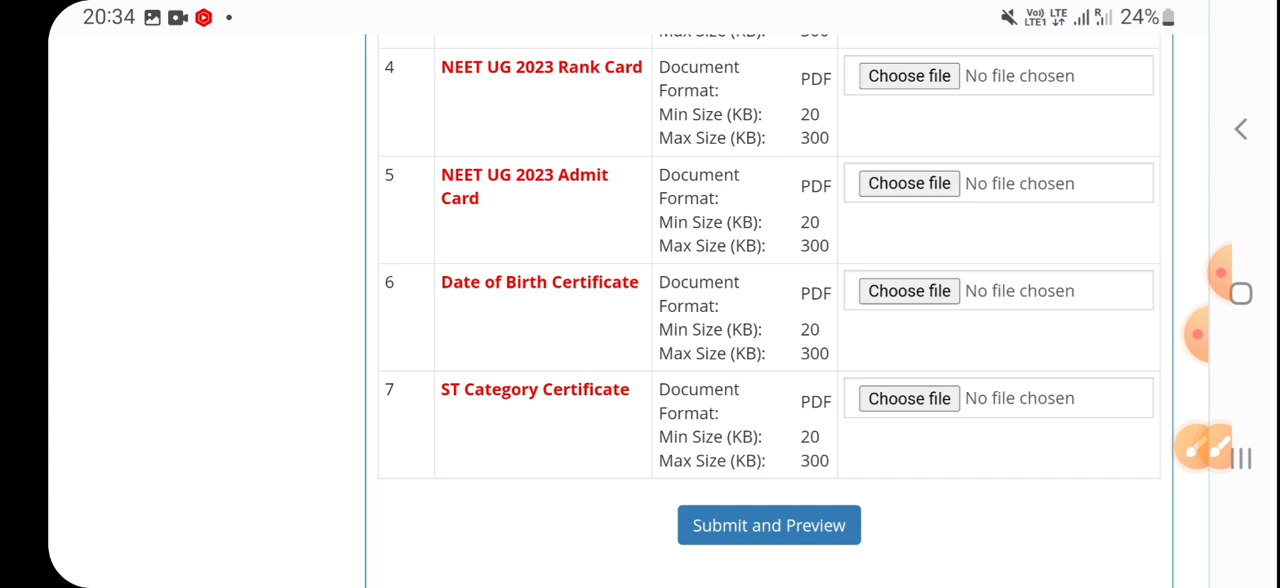 20:34
Vo)) LTE
LTE1
R
24%
4
NEET UG 2023 Rank Card
Document Format:
PDF
Min Size (KB): 20
Max Size (KB): 300
Choose file No file chosen
5
NEET UG 2023 Admit
Card
Document Format:
PDF
Min Size (KB): 20
Max Size (KB): 300
Choose file No file chosen
6
Date of Birth Certificate
Document Format:
PDF
Min Size (KB): 20
Max Size (KB): 300
Choose file No file chosen
7
ST Category Certificate
Document Format:
PDF
Min Size (KB): 20
Max Size (KB): 300
Choose file No file chosen
Submit and Preview